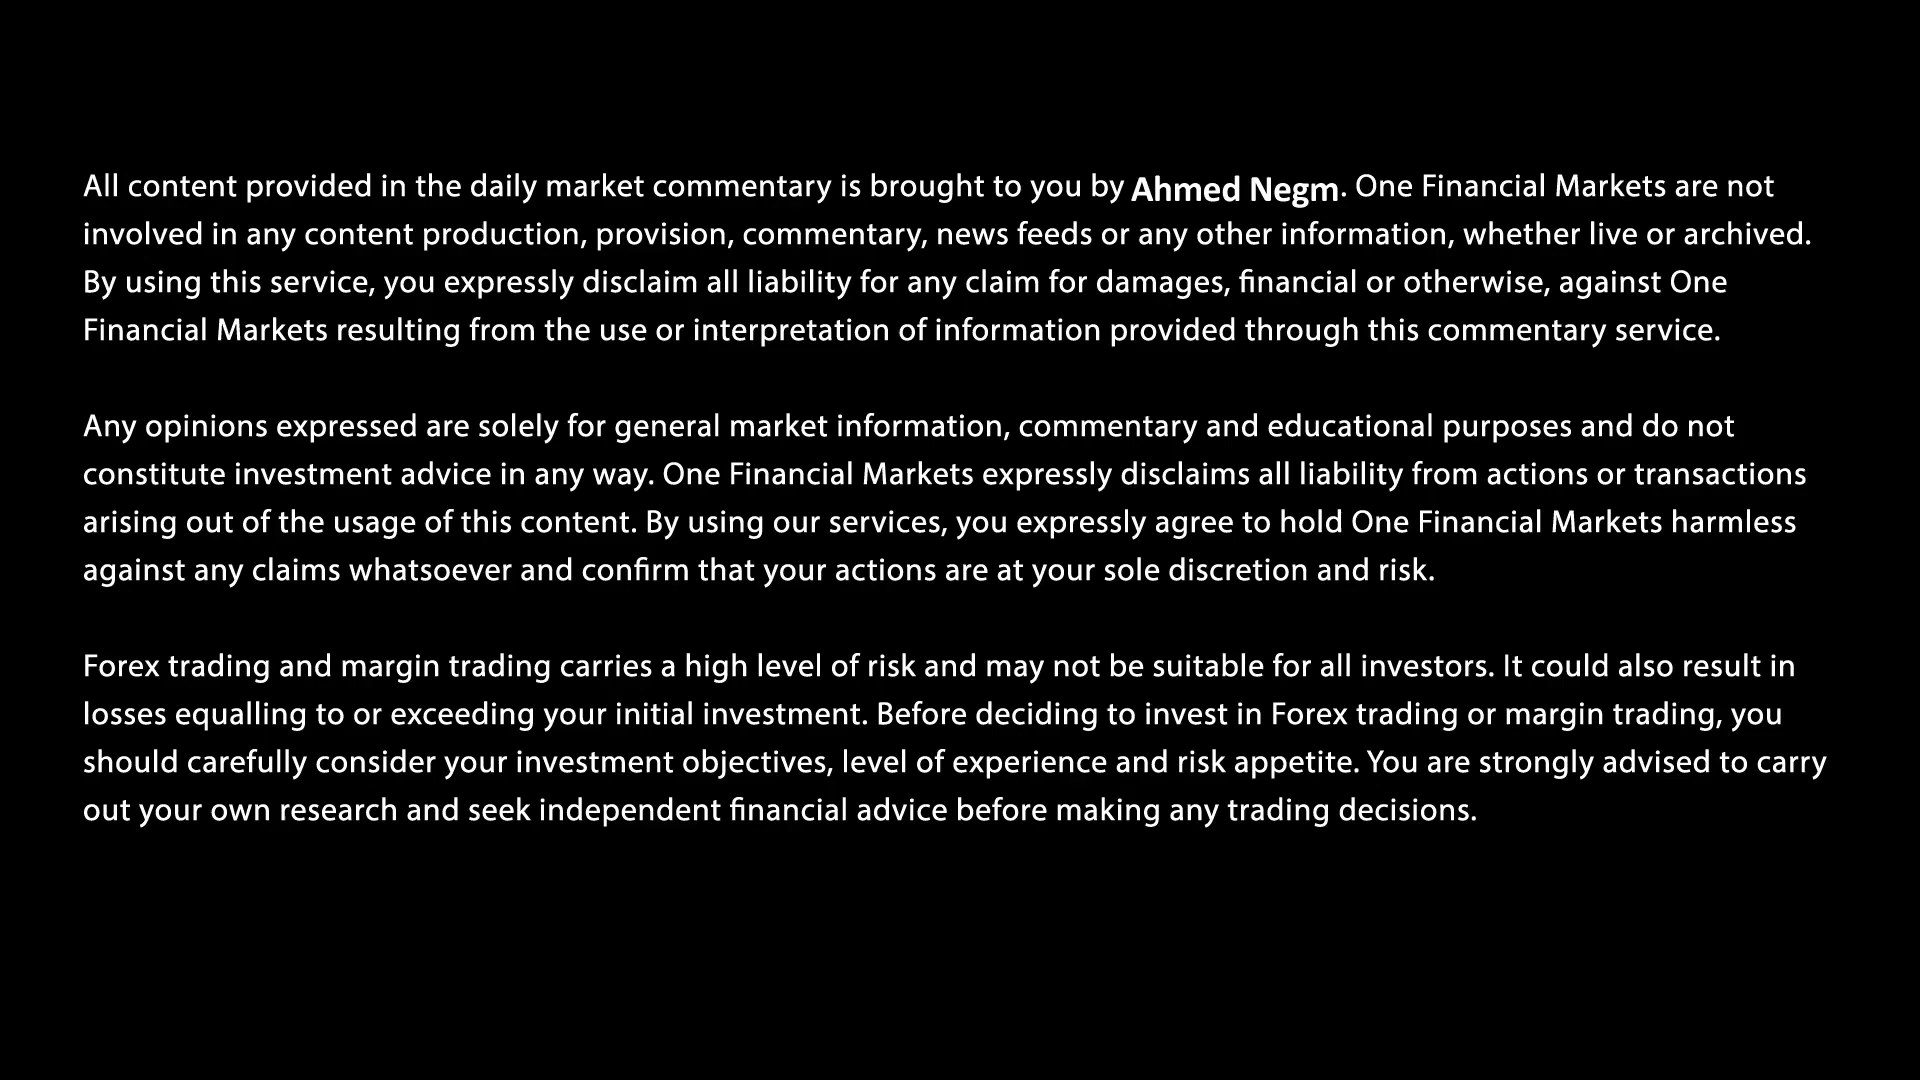 All content provided in the daily market commentary is brought to you by Ahmed Negm. One Financial Markets are not
involved in any content production, provision, commentary, news feeds or any other information, whether live or archived.
By using this service, you expressly disclaim all liability for any claim for damages, financial or otherwise, against One
Financial Markets resulting from the use or interpretation of information provided through this commentary service.
Any opinions expressed are solely for general market information, commentary and educational purposes and do not
constitute investment advice in any way. One Financial Markets expressly disclaims all liability from actions or transactions
arising out of the usage of this content. By using our services, you expressly agree to hold One Financial Markets harmless
against any claims whatsoever and confirm that your actions are at your sole discretion and risk.
Forex trading and margin trading carries a high level of risk and may not be suitable for all investors. It could also result in
losses equalling to or exceeding your initial investment. Before deciding to invest in Forex trading or margin trading, you
should carefully consider your investment objectives, level of experience and risk appetite. You are strongly advised to carry
out your own research and seek independent financial advice before making any trading decisions.